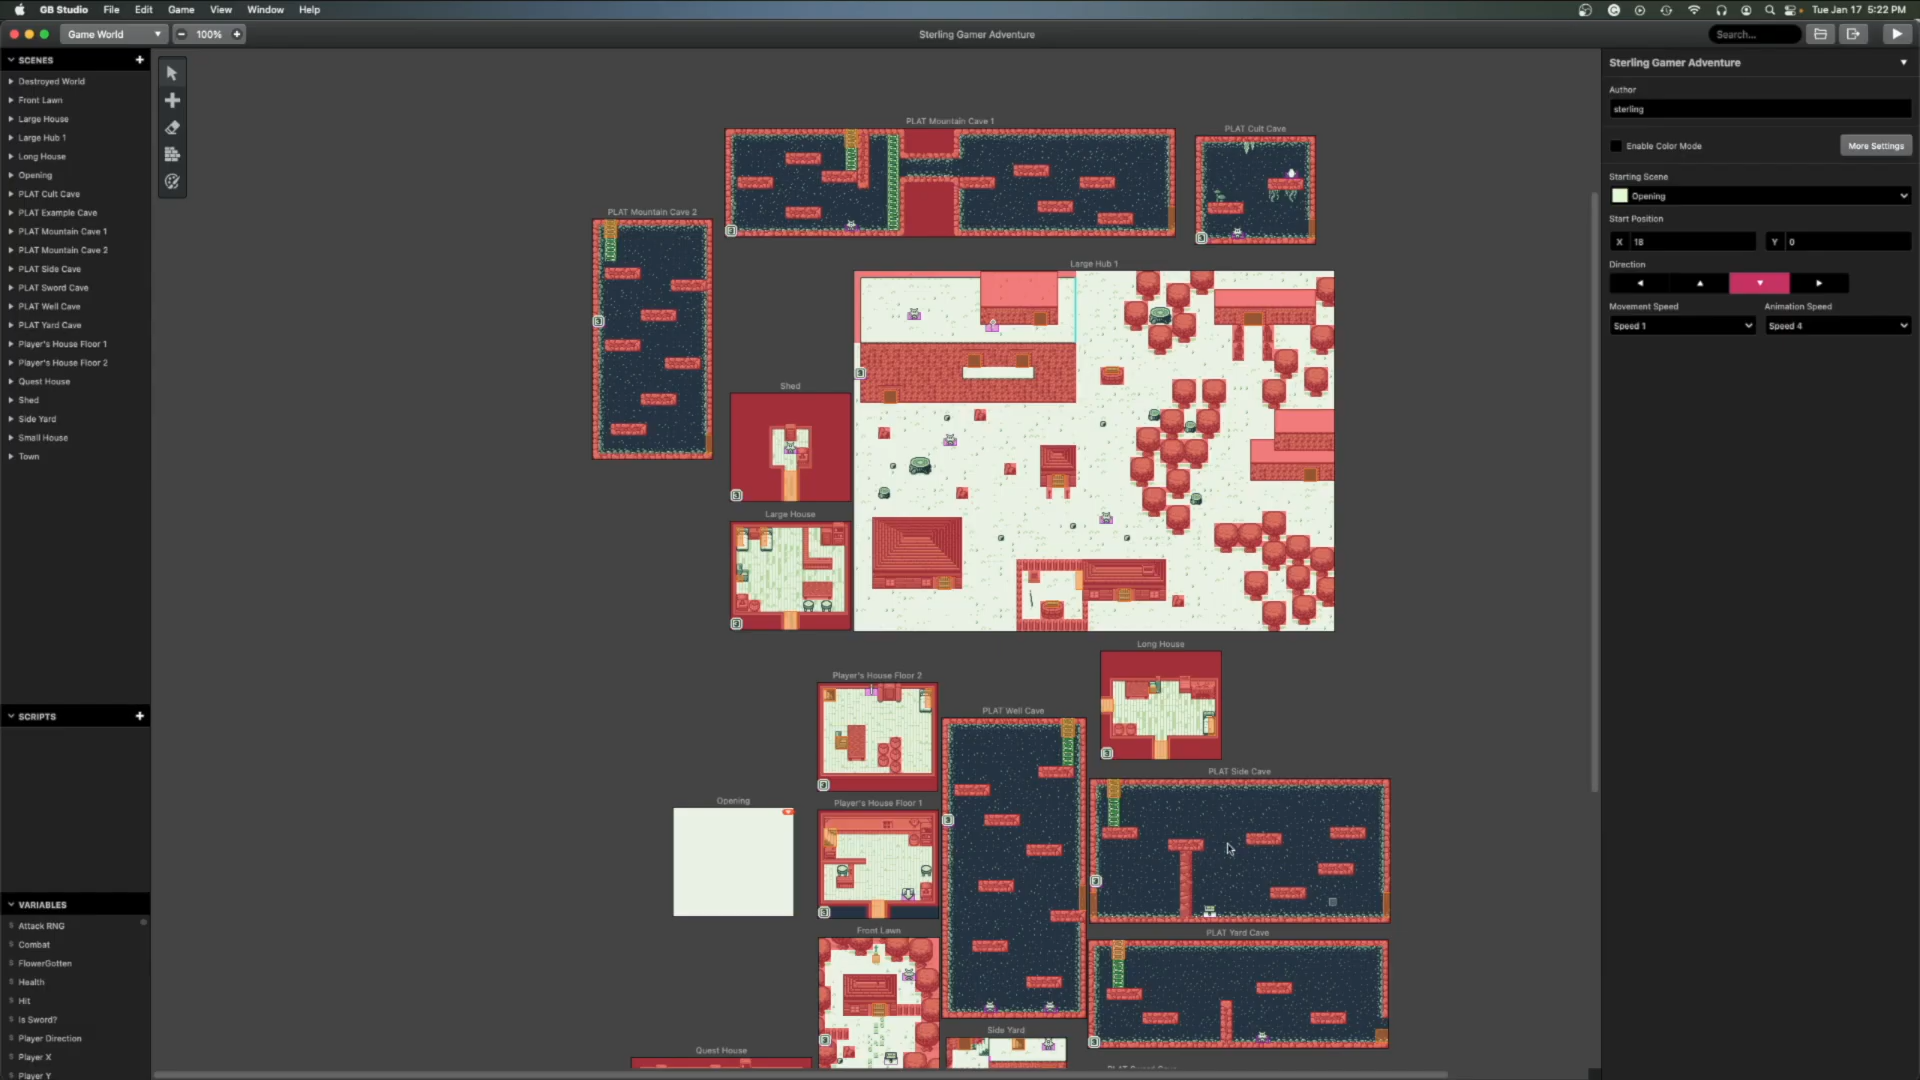 GB Studio File Edit Game View Window Help
Tue Jan 17 5:22 PM
Game World
100%
Sterling Gamer Adventure
Search...
SCENES
Destroyed World
Front Lawn
Large House
Large Hub 1
Long House
Opening
PLAT Cult Cave
PLAT Example Cave
PLAT Mountain Cave 1
PLAT Mountain Cave 2
PLAT Side Cave
PLAT Sword Cave
PLAT Well Cave
PLAT Yard Cave
Player's House Floor 1
Player's House Floor 2
Quest House
Shed
Side Yard
Small House
Town
SCRIPTS
VARIABLES
Attack RNG
Combat
FlowerGotten
Health
Hit
Is Sword?
Player Direction
Player X
Player Y
PLAT Mountain Cave 1
PLAT Cult Cave
PLAT Mountain Cave 2
Large Hub 1
Shed
Large House
Long House
Player's House Floor 2
PLAT Well Cave
PLAT Side Cave
Opening
Player's House Floor 1
Front Lawn
PLAT Yard Cave
Side Yard
Quest House
Sterling Gamer Adventure
Author
sterling
Enable Color Mode
More Settings
Starting Scene
Opening
Start Position
X 18
Y 0
Direction
Movement Speed
Animation Speed
Speed 1
Speed 4